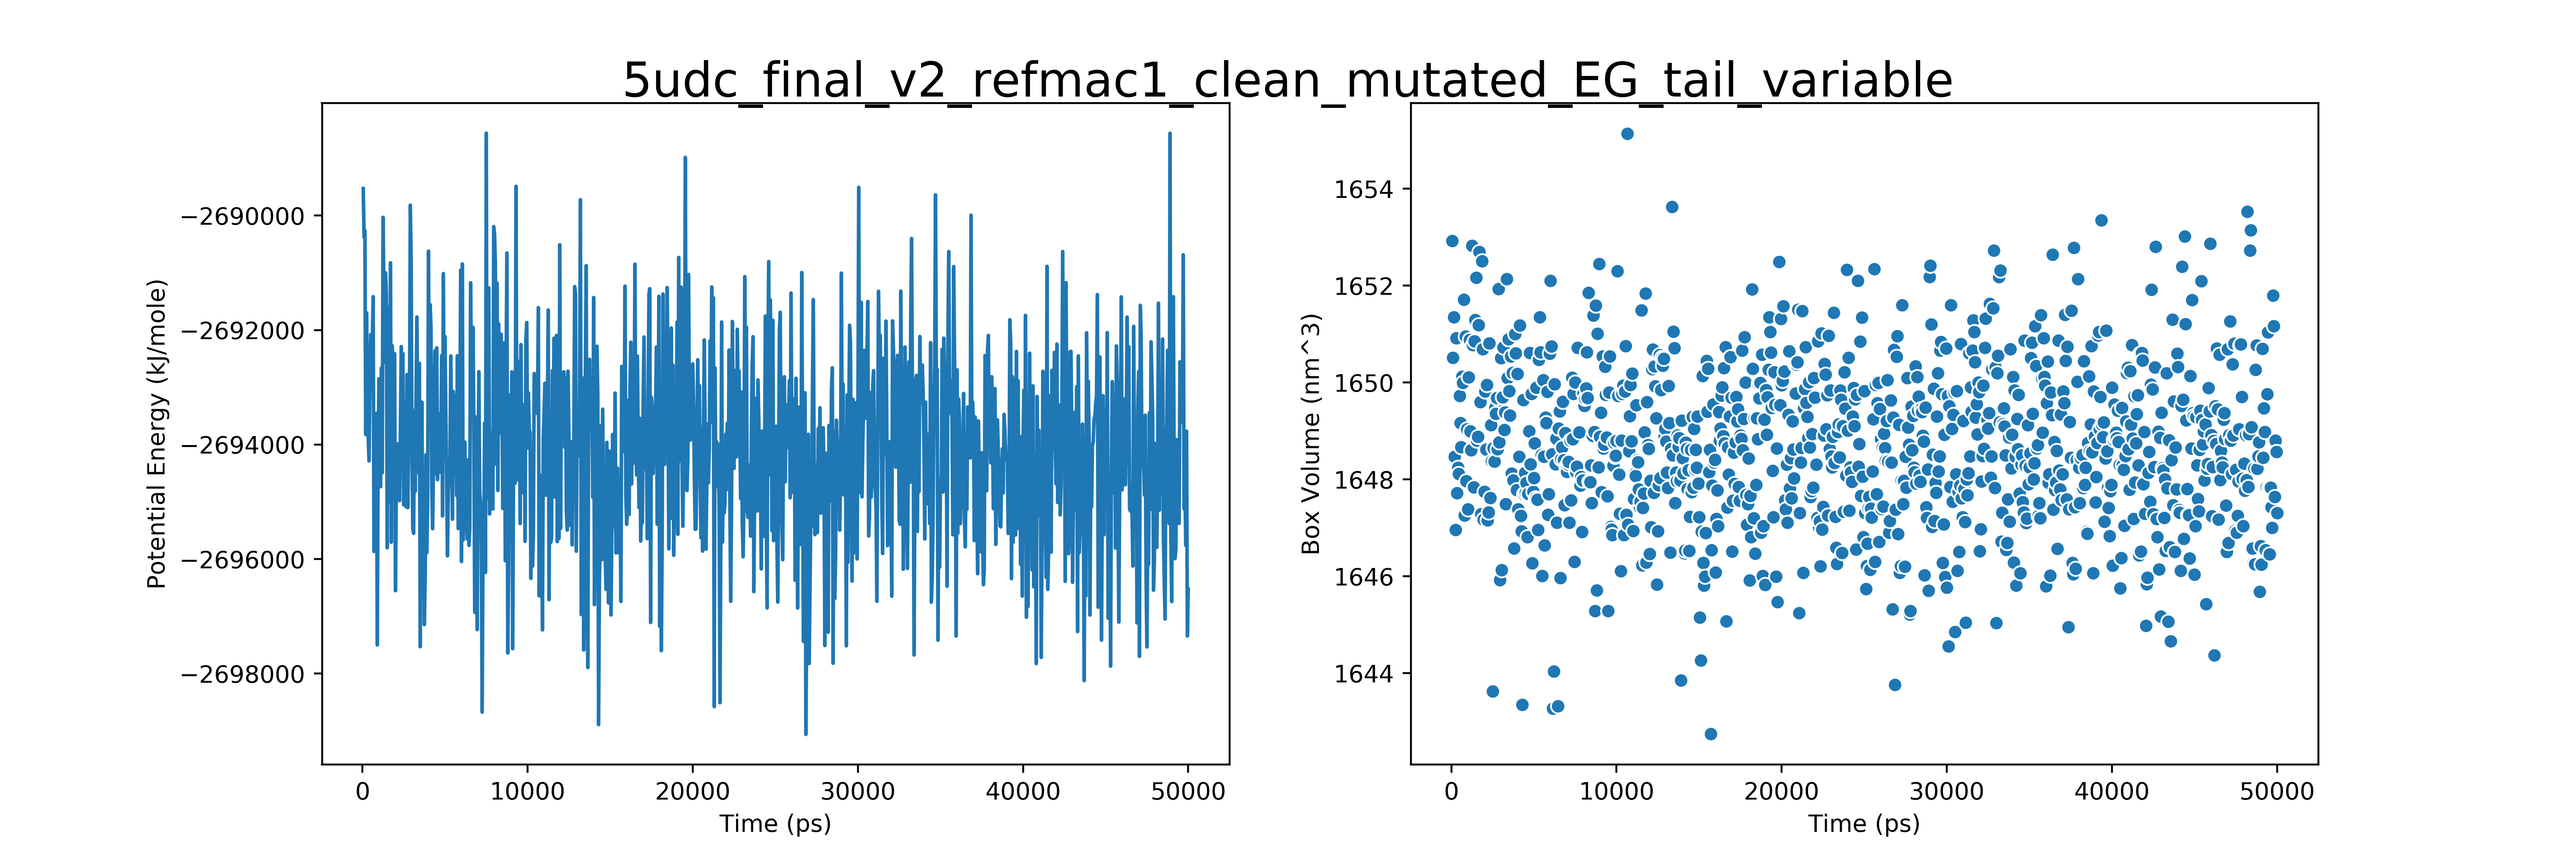 5udc_final_v2_refmac1_clean_mutated_EG_tail_variable
Potential Energy (kJ/mole)
−2690000
−2692000
−2694000
−2696000
−2698000
0 10000 20000 30000 40000 50000
Time (ps)
Box Volume (nm^3)
1654
1652
1650
1648
1646
1644
0 10000 20000 30000 40000 50000
Time (ps)